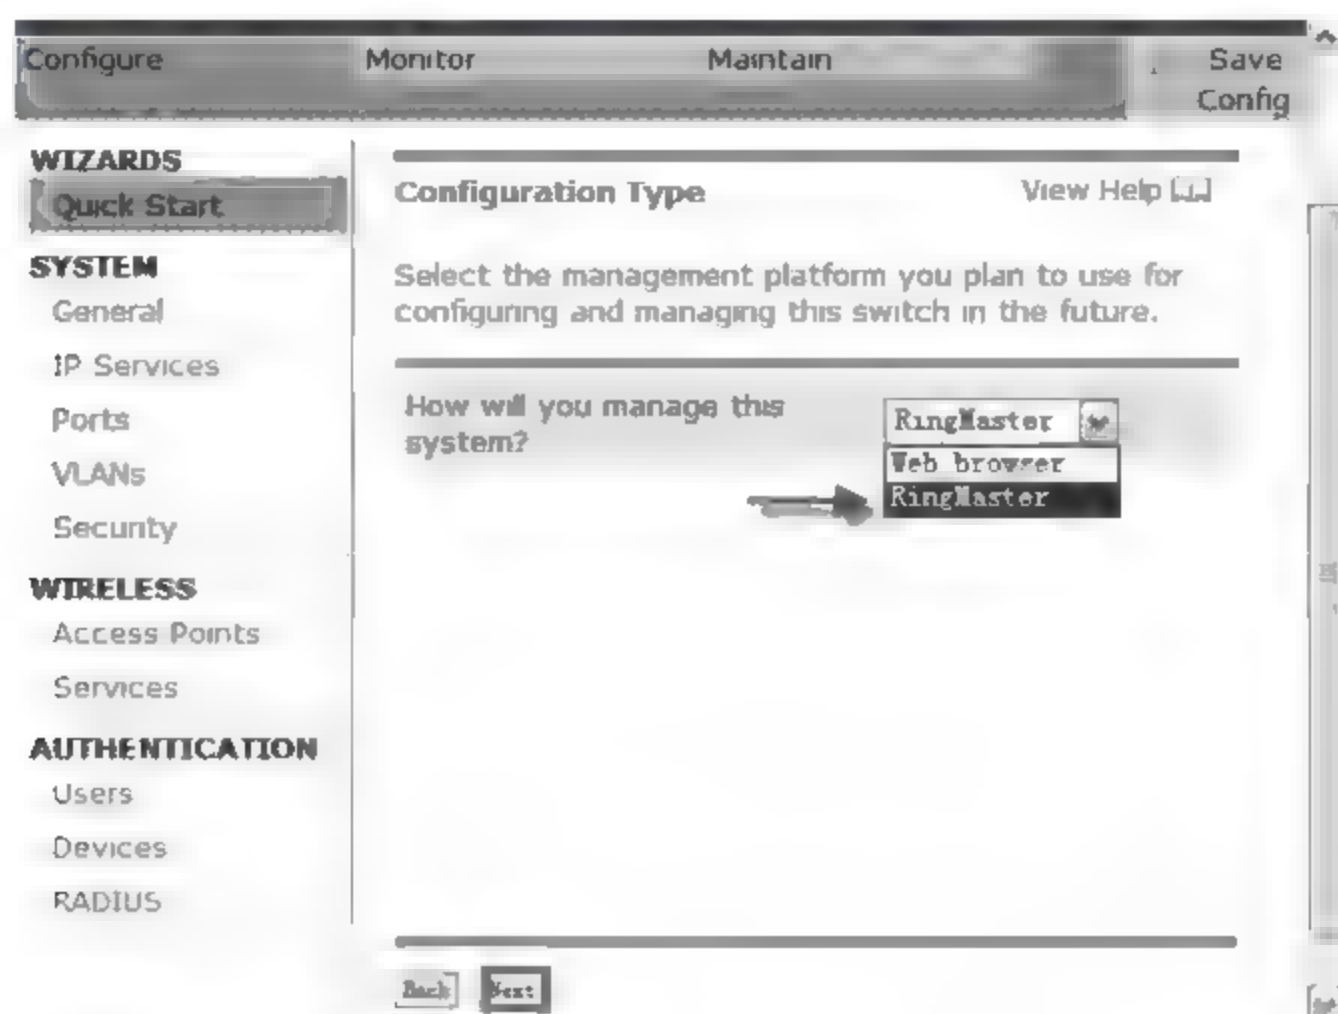 Configure Monitor Maintain Save
Config
WIZARDS
Quick Start
SYSTEM
General
IP Services
Ports
VLANs
Security
WIRELESS
Access Points
Services
AUTHENTICATION
Users
Devices
RADIUS
Configuration Type View Help
Select the management platform you plan to use for
configuring and managing this switch in the future.
How will you manage this
system?
RingMaster
Web browser
RingMaster
Back Next